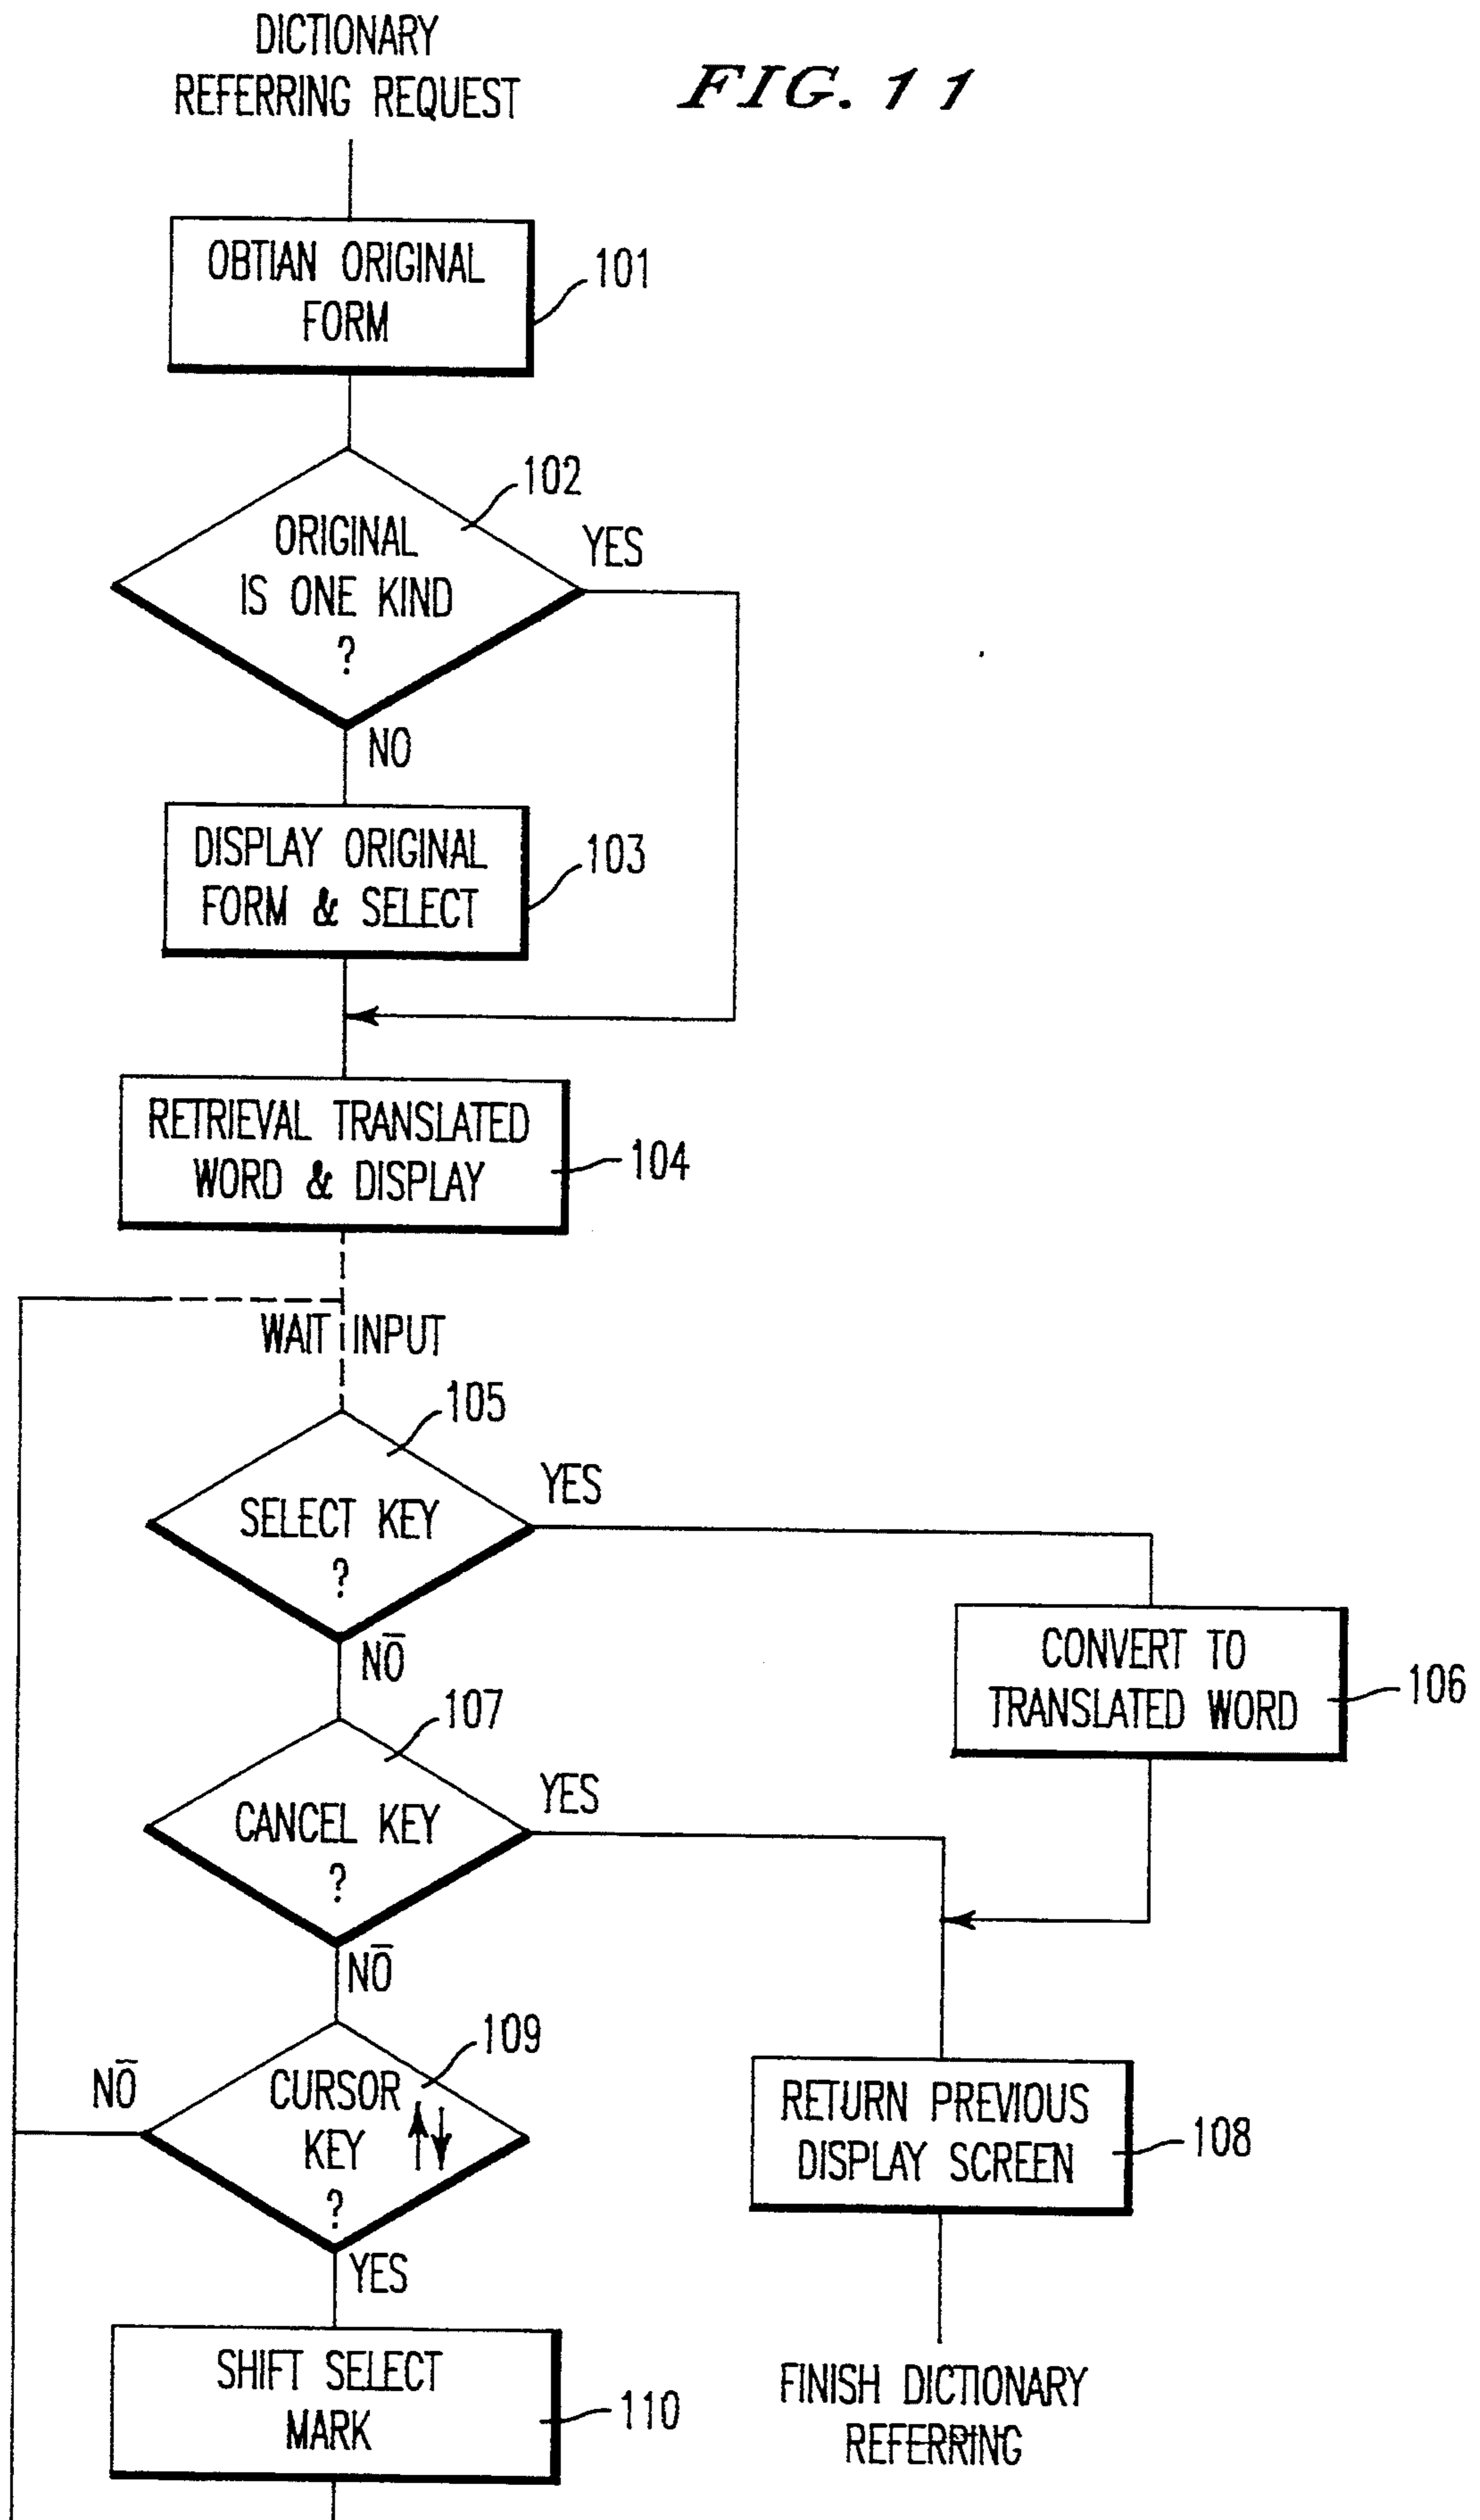 DICTIONARY
REFERRING REQUEST
FIG. 11
OBTIAN ORIGINAL
FORM
101
102
ORIGINAL
IS ONE KIND
?
YES
NO
DISPLAY ORIGINAL
FORM & SELECT
103
RETRIEVAL TRANSLATED
WORD & DISPLAY
104
WAIT INPUT
105
SELECT KEY
?
YES
NO
CONVERT TO
TRANSLATED WORD
106
107
CANCEL KEY
?
YES
NO
109
CURSOR
KEY ↑↓
?
NO
YES
RETURN PREVIOUS
DISPLAY SCREEN
108
SHIFT SELECT
MARK
110
FINISH DICTIONARY
REFERRING